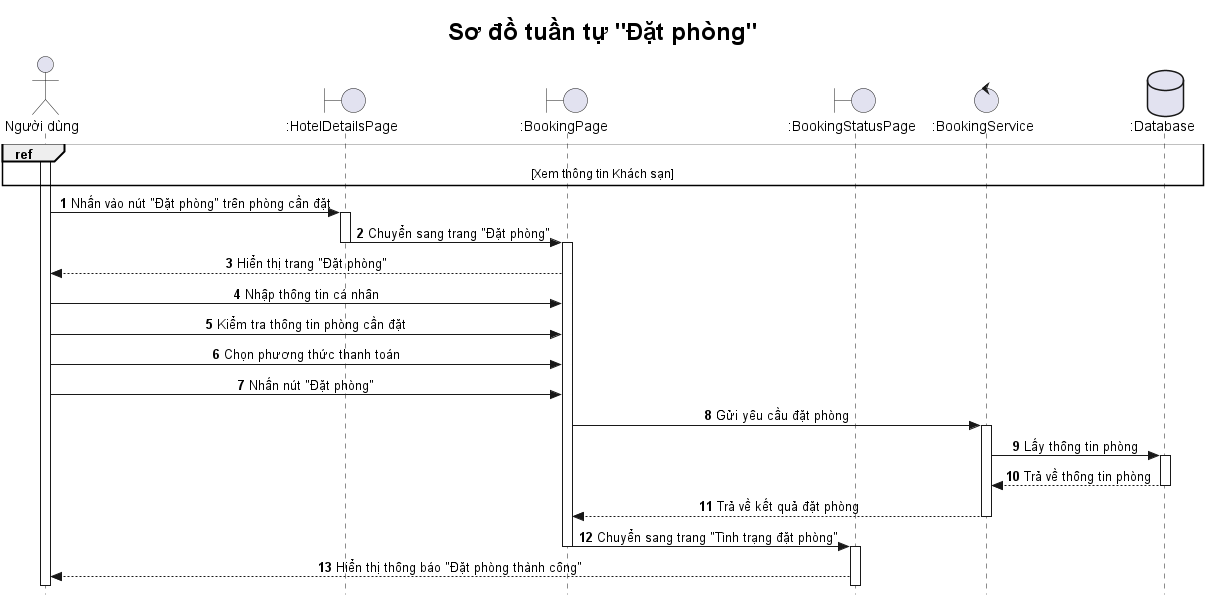 Sơ đồ tuần tự "Đặt phòng"
Người dùng
:HotelDetailsPage
:BookingPage
:BookingStatusPage
:BookingService
:Database
ref
[Xem thông tin Khách sạn]
1 Nhấn vào nút "Đặt phòng" trên phòng cần đặt
2 Chuyển sang trang "Đặt phòng"
3 Hiển thị trang "Đặt phòng"
4 Nhập thông tin cá nhân
5 Kiểm tra thông tin phòng cần đặt
6 Chọn phương thức thanh toán
7 Nhấn nút "Đặt phòng"
8 Gửi yêu cầu đặt phòng
9 Lấy thông tin phòng
10 Trả về thông tin phòng
11 Trả về kết quả đặt phòng
12 Chuyển sang trang "Tình trạng đặt phòng"
13 Hiển thị thông báo "Đặt phòng thành công"